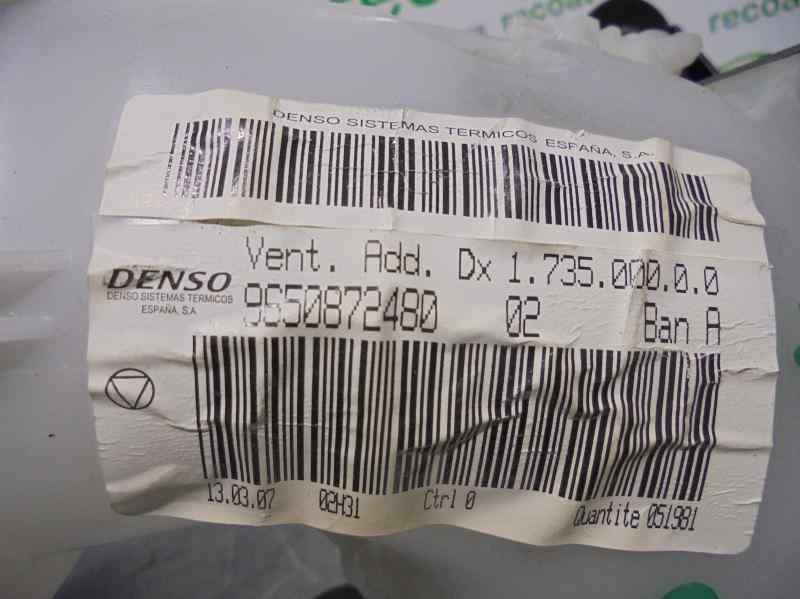 DENSO SISTEMAS TERMICOS ESPAÑA, S.A.
Vent. Add. Dx 1.735.000.0.0
DENSO
DENSO SISTEMAS TERMICOS
ESPAÑA, S.A
9S50872480 02 Ban A
13.03.07 02H31 Ctrl 0 Quantite 051981